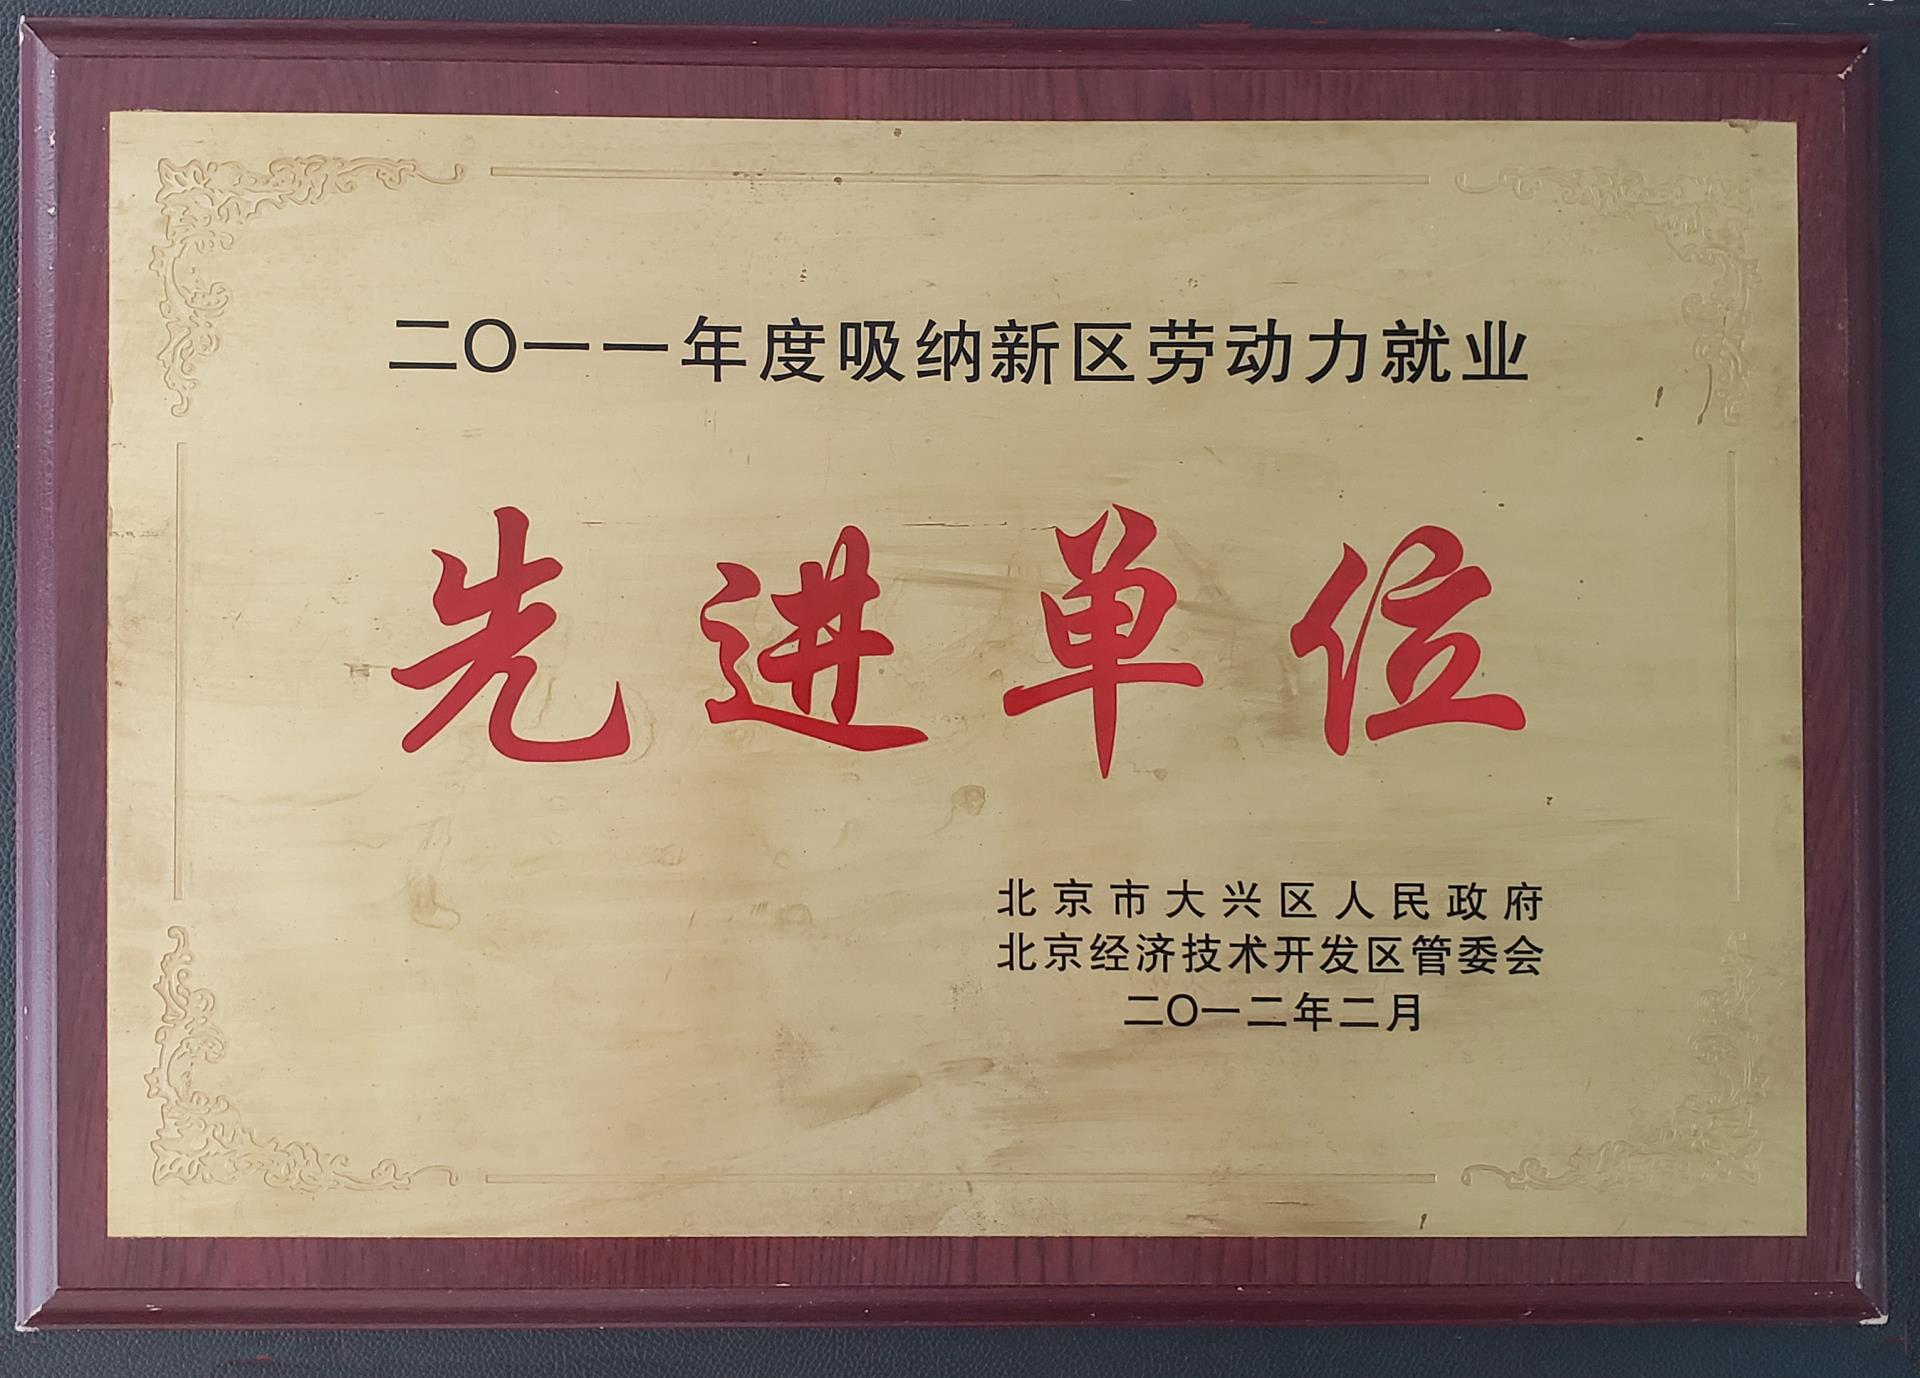 二〇一一年度吸纳新区劳动力就业
先进单位
北京市大兴区人民政府
北京经济技术开发区管委会
二〇一二年二月